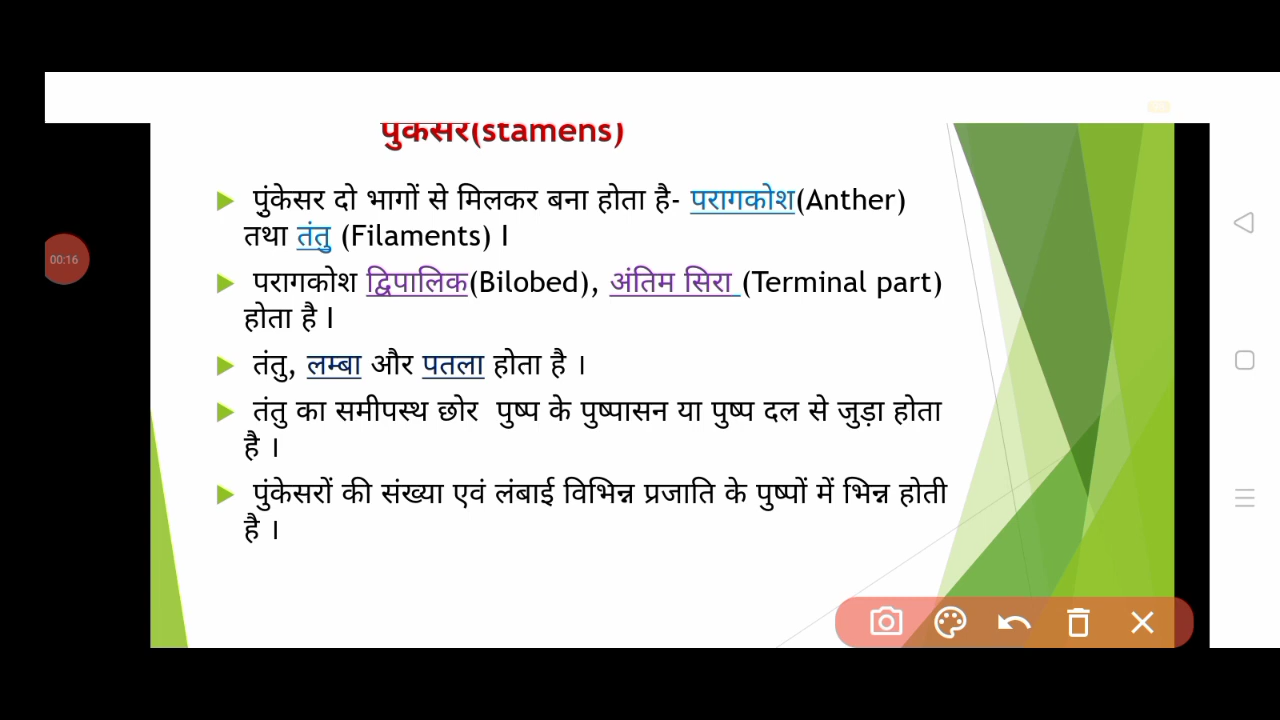 पुंकेसर(stamens)
पुंकेसर दो भागों से मिलकर बना होता है- परागकोश(Anther)
तथा तंतु (Filaments) I
परागकोश द्विपालिक(Bilobed), अंतिम सिरा (Terminal part)
होता है I
तंतु, लम्बा और पतला होता है ।
तंतु का समीपस्थ छोर पुष्प के पुष्पासन या पुष्प दल से जुड़ा होता
है ।
पुंकेसरों की संख्या एवं लंबाई विभिन्न प्रजाति के पुष्पों में भिन्न होती
है ।
00:16